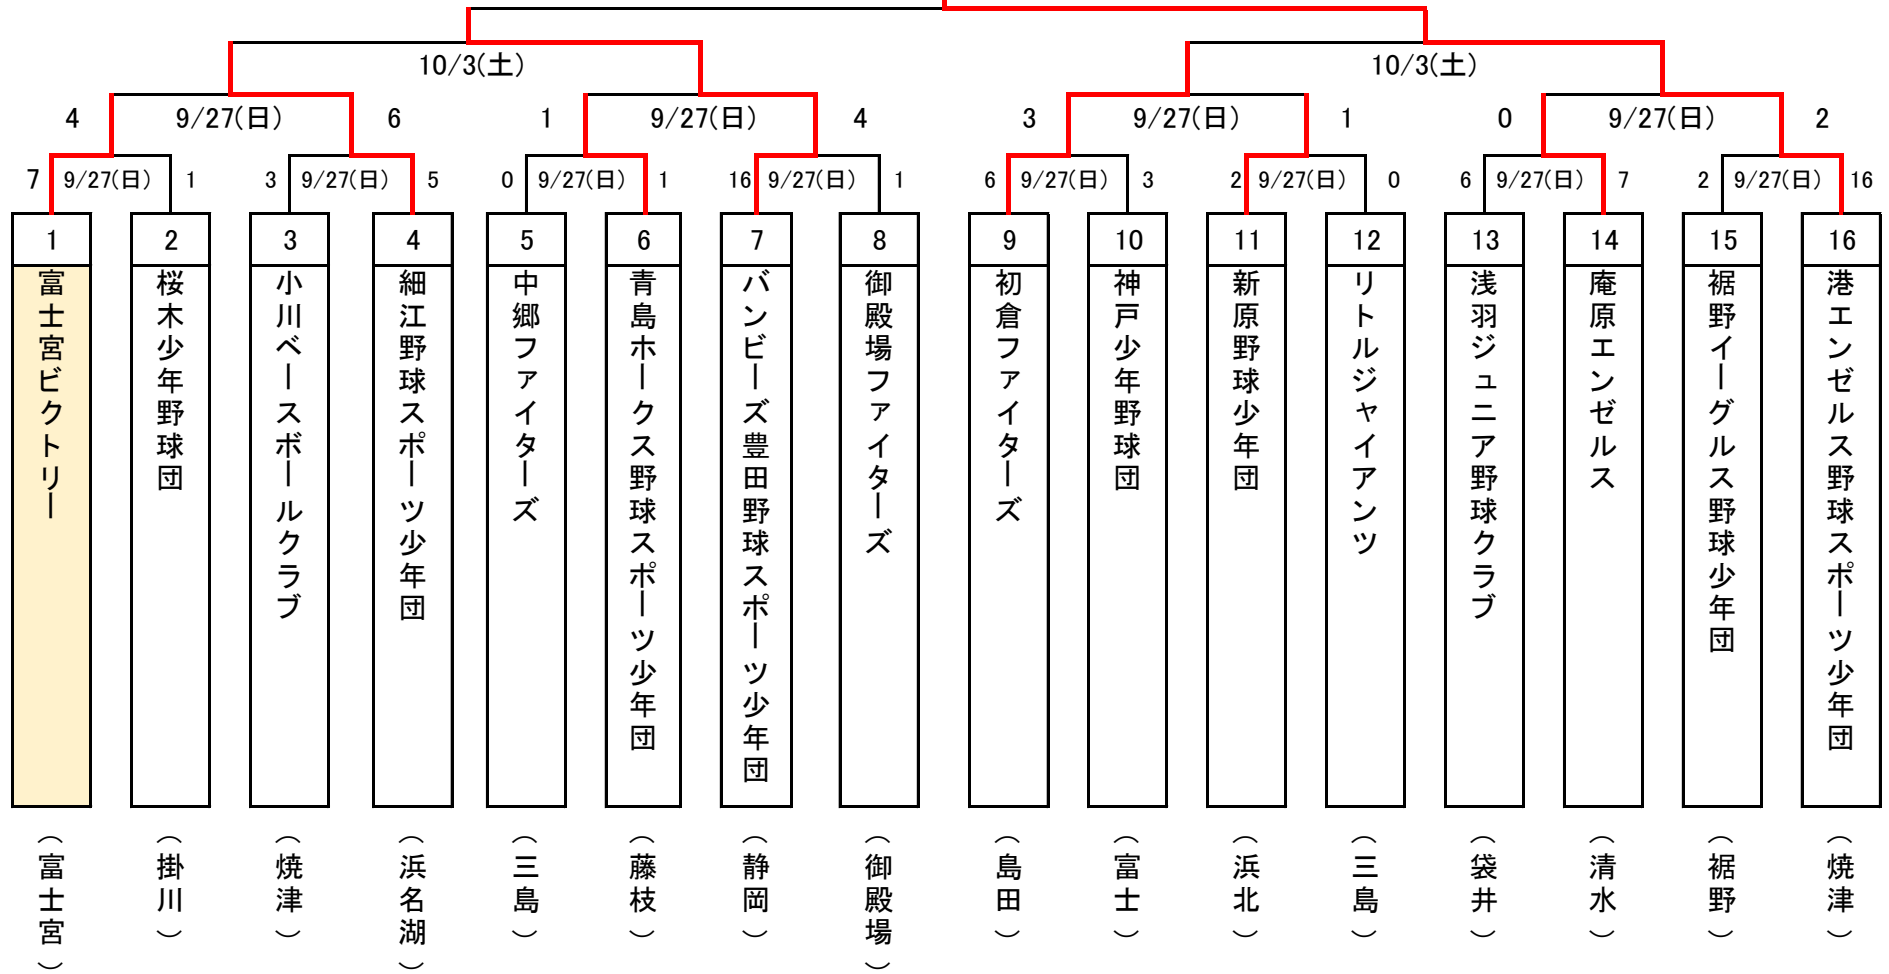 10/3(土) 10/3(土)
4 9/27(日) 6 1 9/27(日) 4 3 9/27(日) 1 0 9/27(日) 2
7 9/27(日) 1 3 9/27(日) 5 0 9/27(日) 1 16 9/27(日) 1 6 9/27(日) 3 2 9/27(日) 0 6 9/27(日) 7 2 9/27(日) 16
1 2 3 4 5 6 7 8 9 10 11 12 13 14 15 16
富士宮ビクトリー
桜木少年野球団
小川ベースボールクラブ
細江野球スポーツ少年団
中郷ファイターズ
青島ホークス野球スポーツ少年団
バンビーズ豊田野球スポーツ少年団
御殿場ファイターズ
初倉ファイターズ
神戸少年野球団
新原野球少年団
リトルジャイアンツ
浅羽ジュニア野球クラブ
庵原エンゼルス
裾野イーグルス野球少年団
港エンゼルス野球スポーツ少年団
(富士宮)
(掛川)
(焼津)
(浜名湖)
(三島)
(藤枝)
(静岡)
(御殿場)
(島田)
(富士)
(浜北)
(三島)
(袋井)
(清水)
(裾野)
(焼津)